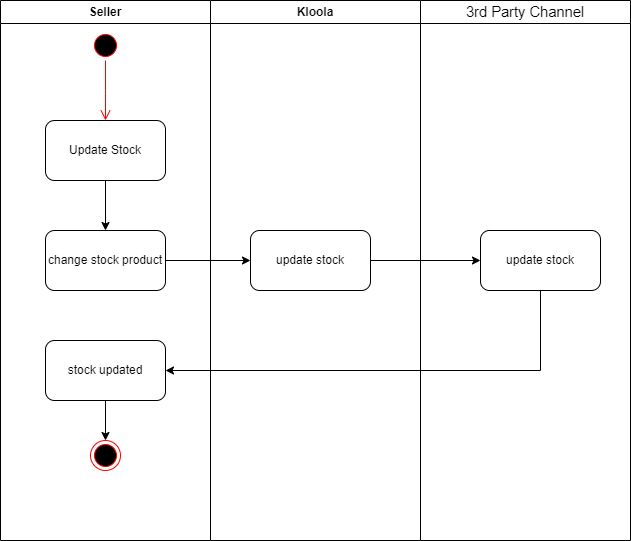 Seller
Kloola
3rd Party Channel
Update Stock
change stock product
update stock
update stock
stock updated